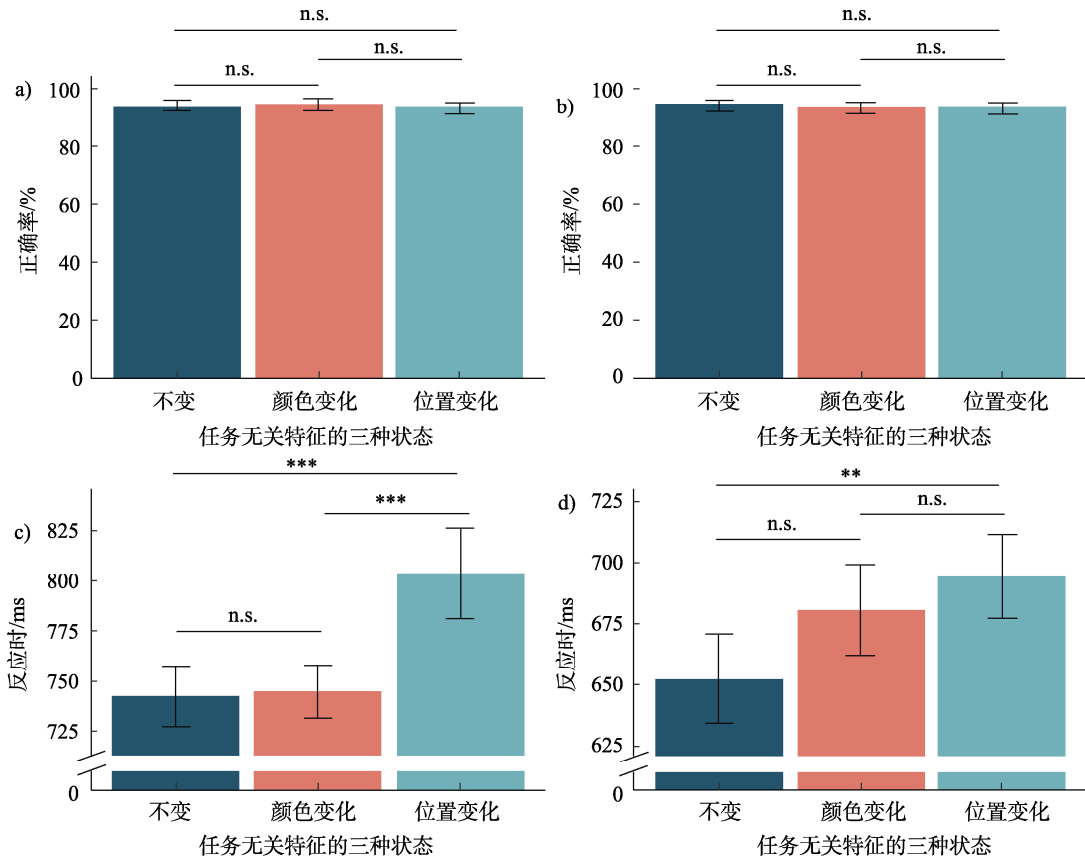 n.s.
n.s.
n.s.
a)
100
80
60
40
20
0
正确率/%
不变 颜色变化 位置变化
任务无关特征的三种状态
n.s.
n.s.
n.s.
b)
100
80
60
40
20
0
正确率/%
不变 颜色变化 位置变化
任务无关特征的三种状态
***
***
n.s.
c)
825
800
775
750
725
0
反应时/ms
不变 颜色变化 位置变化
任务无关特征的三种状态
**
n.s.
n.s.
d)
725
700
675
650
625
0
反应时/ms
不变 颜色变化 位置变化
任务无关特征的三种状态